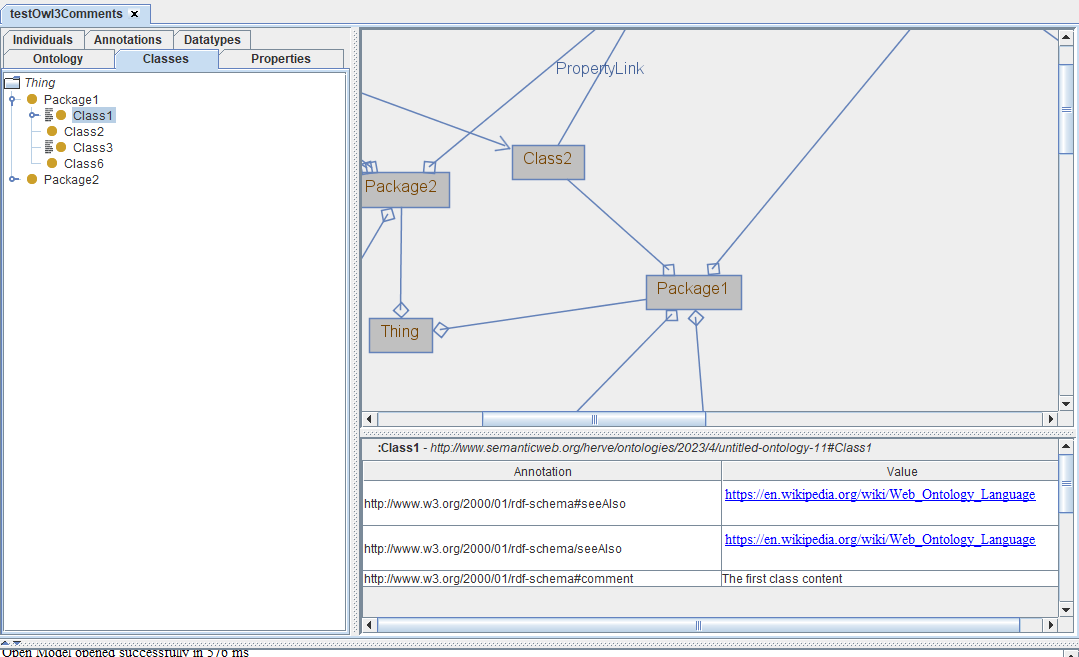 testOwl3Comments
Individuals Annotations Datatypes
Ontology Classes Properties
Thing
Package1
Class1
Class2
Class3
Class6
Package2
PropertyLink
Class2
Package2
Package1
Thing
:Class1 - http://www.semanticweb.org/herve/ontologies/2023/4/untitled-ontology-11#Class1
Annotation Value
http://www.w3.org/2000/01/rdf-schema#seeAlso https://en.wikipedia.org/wiki/Web_Ontology_Language
http://www.w3.org/2000/01/rdf-schema/seeAlso https://en.wikipedia.org/wiki/Web_Ontology_Language
http://www.w3.org/2000/01/rdf-schema#comment The first class content
Open Model opened successfully in 576 ms